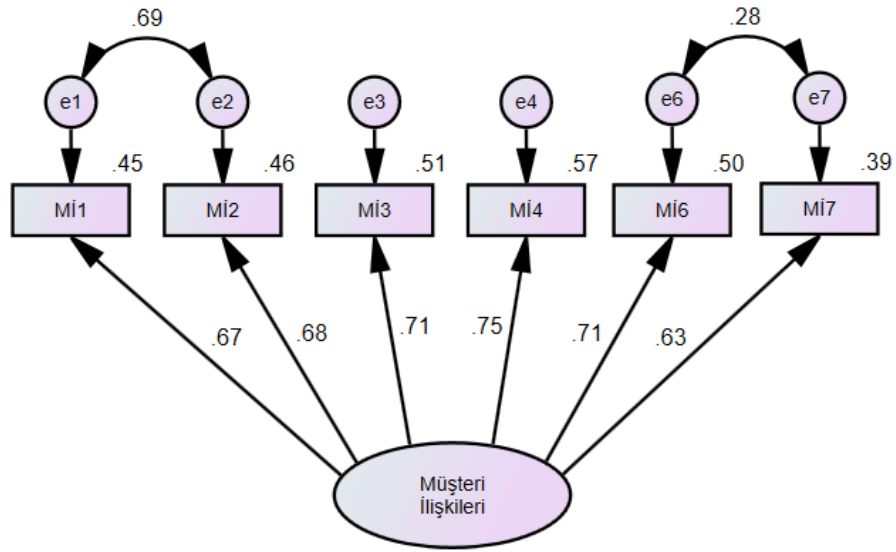 .69
.28
e1
e2
e3
e4
e6
e7
.45
.46
.51
.57
.50
.39
Mİ1
Mİ2
Mİ3
Mİ4
Mİ6
Mİ7
.67
.68
.71
.75
.71
.63
Müşteri
İlişkileri